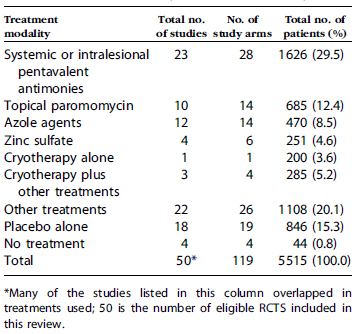 Treatment modality Total no. of studies No. of study arms Total no. of patients (%)
Systemic or intralesional pentavalent antimonies 23 28 1626 (29.5)
Topical paromomycin 10 14 685 (12.4)
Azole agents 12 14 470 (8.5)
Zinc sulfate 4 6 251 (4.6)
Cryotherapy alone 1 1 200 (3.6)
Cryotherapy plus other treatments 3 4 285 (5.2)
Other treatments 22 26 1108 (20.1)
Placebo alone 18 19 846 (15.3)
No treatment 4 4 44 (0.8)
Total 50* 119 5515 (100.0)
*Many of the studies listed in this column overlapped in
treatments used; 50 is the number of eligible RCTS included in
this review.